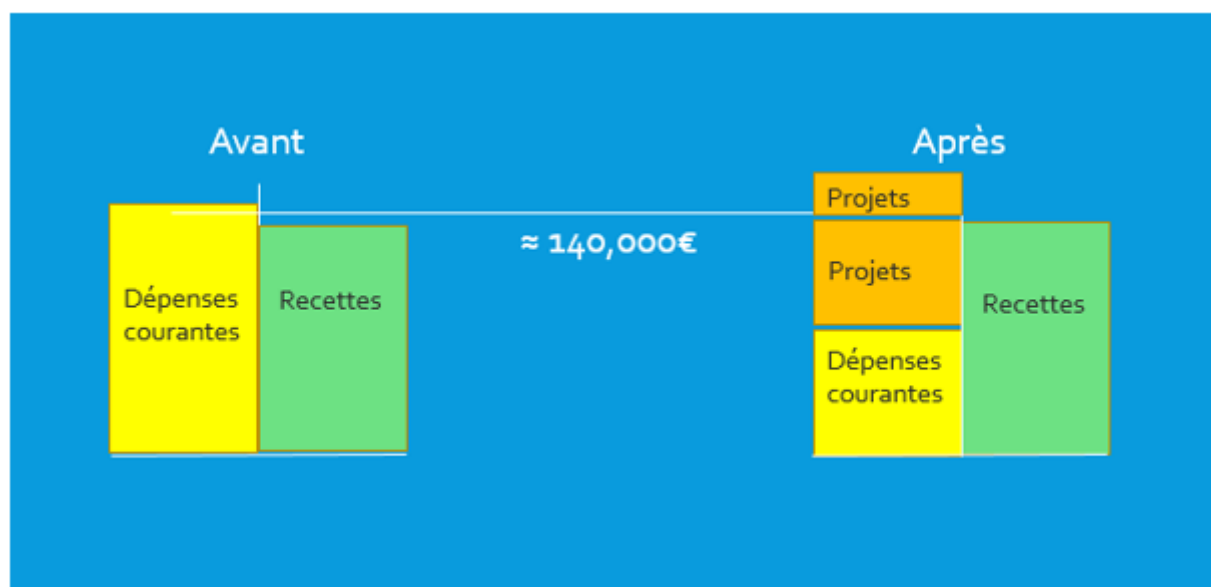 Avant
Après
Projets
≈ 140,000€
Projets
Dépenses
courantes
Recettes
Recettes
Dépenses
courantes